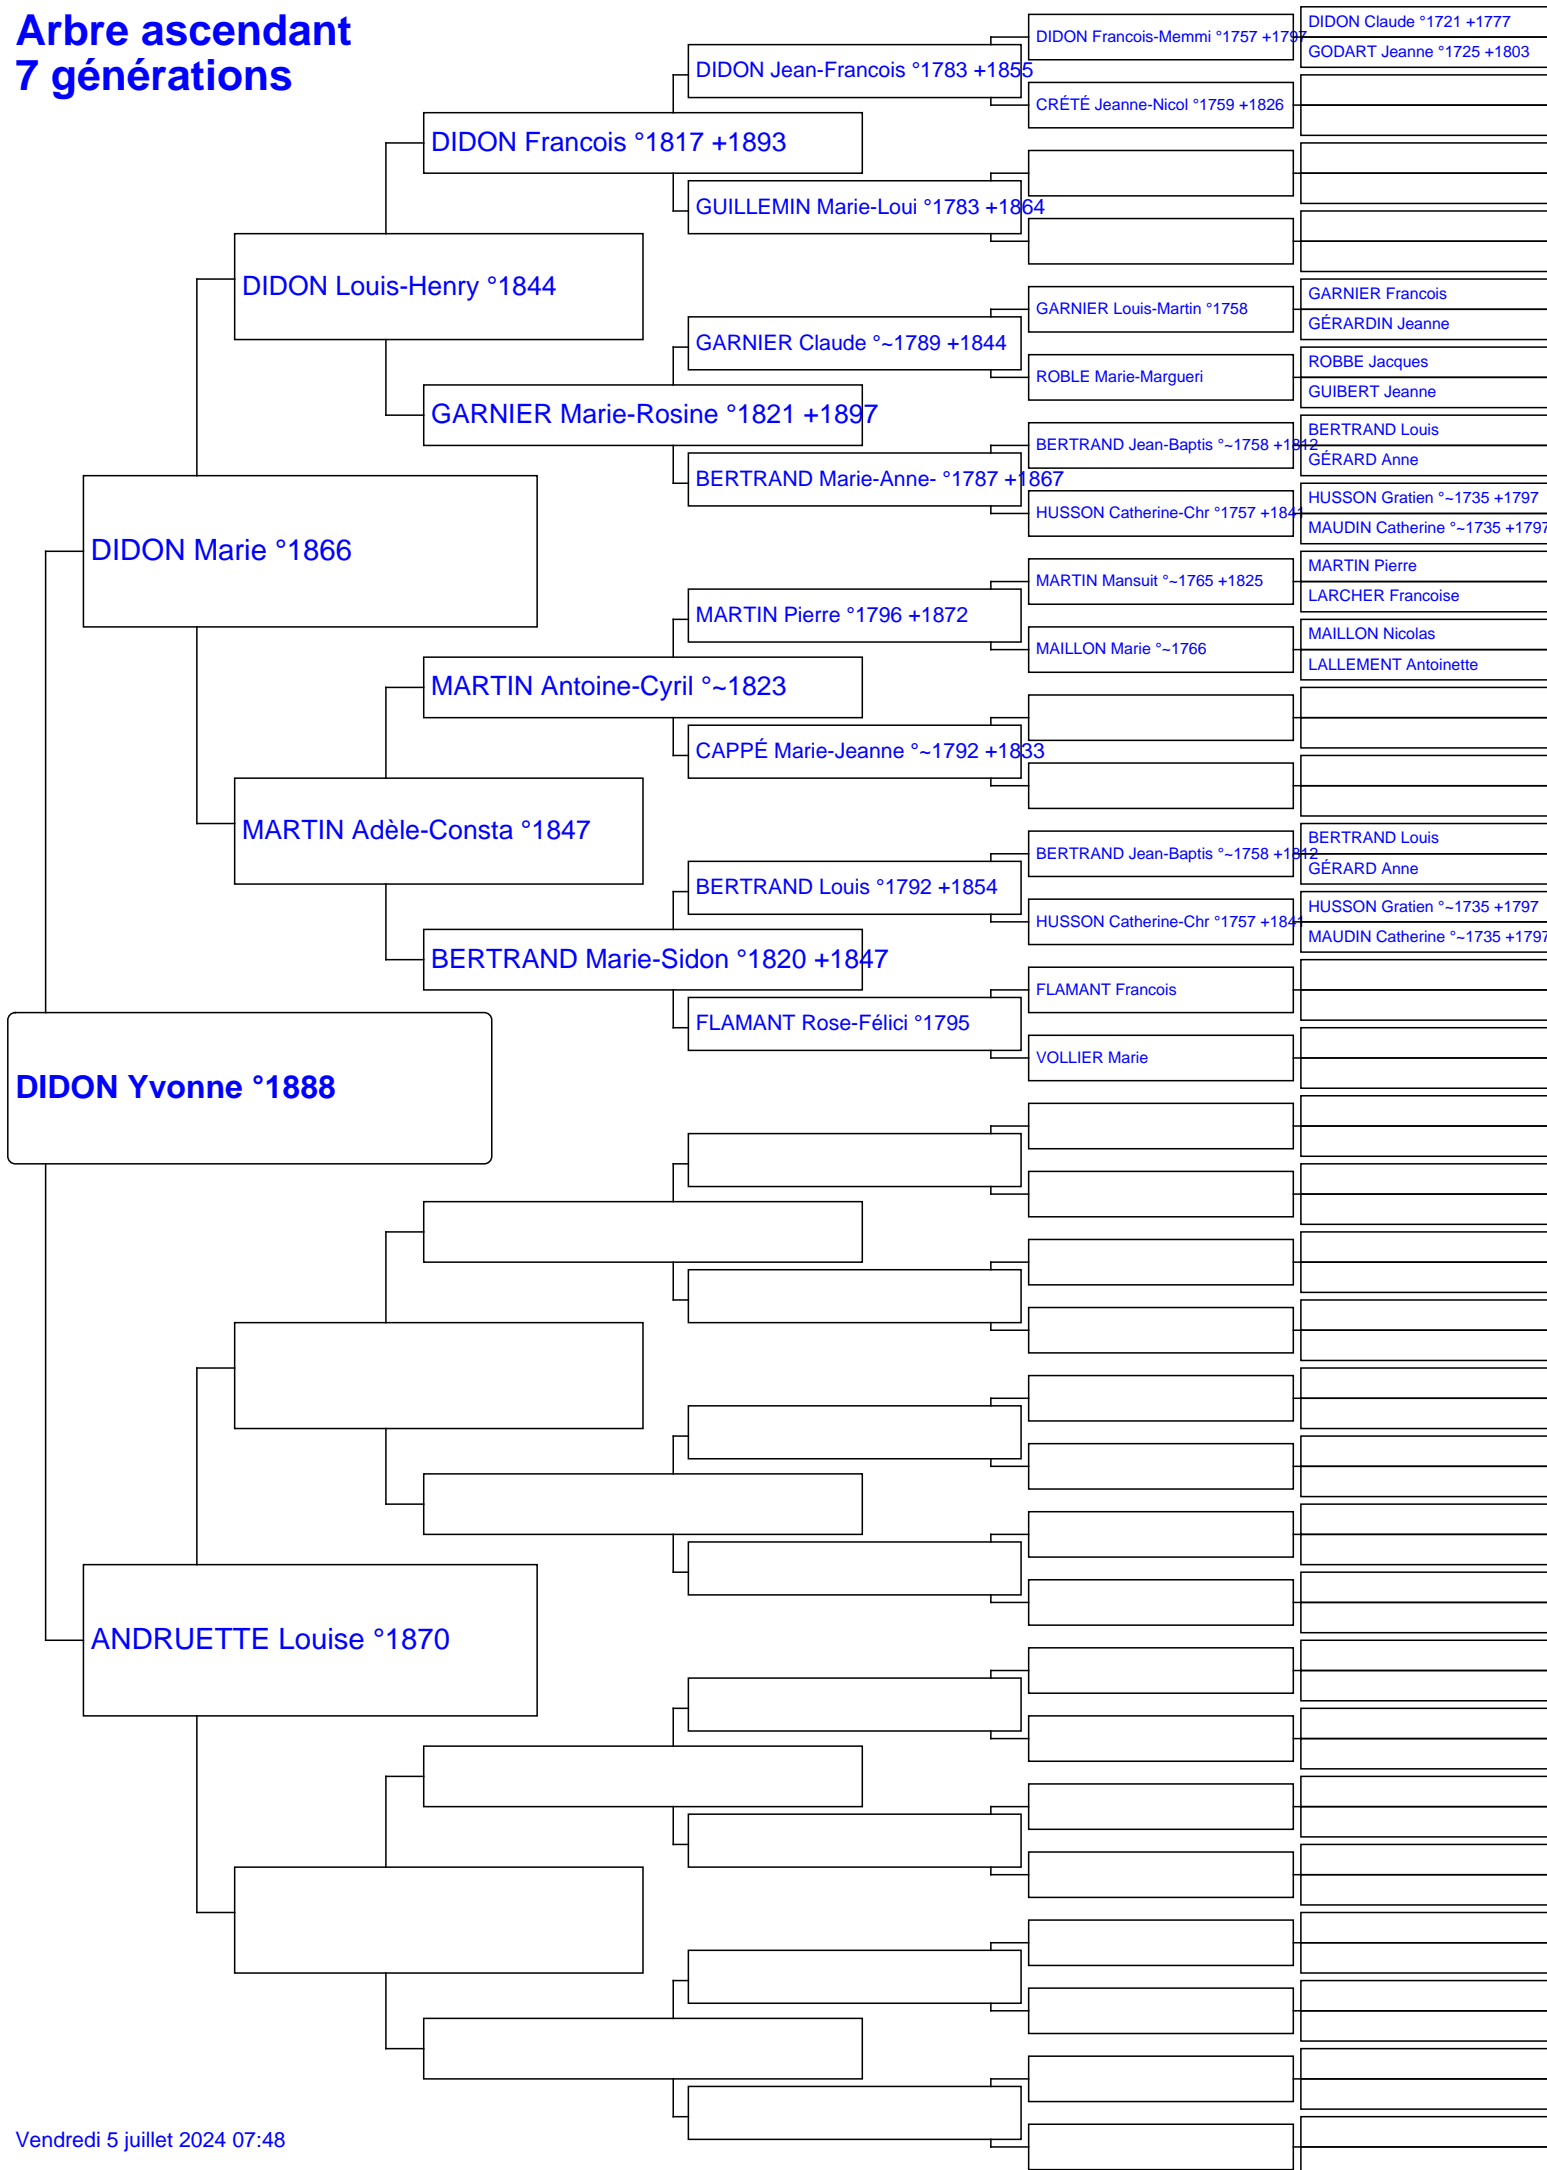 Arbre ascendant
7 générations
DIDON Yvonne °1888
DIDON Marie °1866
ANDRUETTE Louise °1870
DIDON Louis-Henry °1844
MARTIN Adèle-Consta °1847
DIDON Francois °1817 +1893
GARNIER Marie-Rosine °1821 +1897
MARTIN Antoine-Cyril °~1823
BERTRAND Marie-Sidon °1820 +1847
DIDON Jean-Francois °1783 +1855
GUILLEMIN Marie-Loui °1783 +1864
GARNIER Claude °~1789 +1844
BERTRAND Marie-Anne- °1787 +1867
MARTIN Pierre °1796 +1872
CAPPÉ Marie-Jeanne °~1792 +1833
BERTRAND Louis °1792 +1854
FLAMANT Rose-Félici °1795
DIDON Francois-Memmi °1757 +1797
CRÉTÉ Jeanne-Nicol °1759 +1826
GARNIER Louis-Martin °1758
ROBLE Marie-Margueri
BERTRAND Jean-Baptis °~1758 +1812
HUSSON Catherine-Chr °1757 +1841
MARTIN Mansuit °~1765 +1825
MAILLON Marie °~1766
BERTRAND Jean-Baptis °~1758 +1812
HUSSON Catherine-Chr °1757 +1841
FLAMANT Francois
VOLLIER Marie
DIDON Claude °1721 +1777
GODART Jeanne °1725 +1803
GARNIER Francois
GÉRARDIN Jeanne
ROBBE Jacques
GUIBERT Jeanne
BERTRAND Louis
GÉRARD Anne
HUSSON Gratien °~1735 +1797
MAUDIN Catherine °~1735 +1797
MARTIN Pierre
LARCHER Francoise
MAILLON Nicolas
LALLEMENT Antoinette
BERTRAND Louis
GÉRARD Anne
HUSSON Gratien °~1735 +1797
MAUDIN Catherine °~1735 +1797
Vendredi 5 juillet 2024 07:48